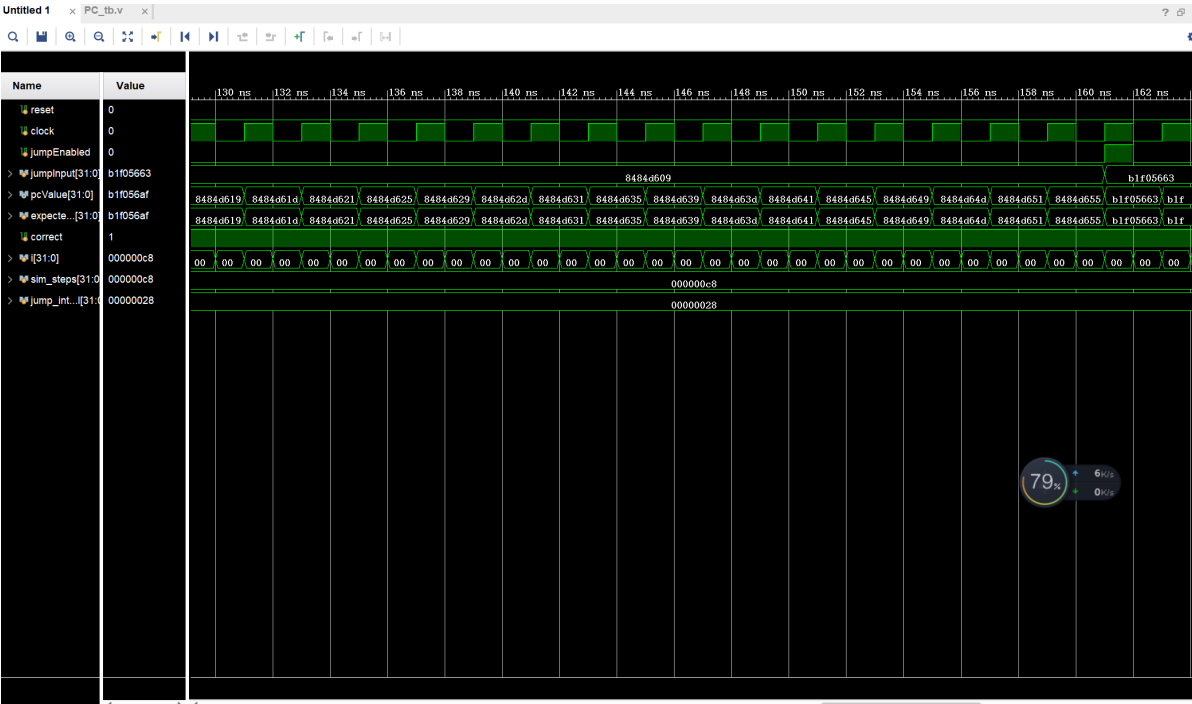 Untitled 1 × PC_tb.v × ?
Name Value
130 ns 132 ns 134 ns 136 ns 138 ns 140 ns 142 ns 144 ns 146 ns 148 ns 150 ns 152 ns 154 ns 156 ns 158 ns 160 ns 162 ns
reset 0
clock 0
jumpEnabled 0
jumpInput[31:0] b1f05663 8484d609 b1f05663
pcValue[31:0] b1f056af 8484d619 8484d61d 8484d621 8484d625 8484d629 8484d62d 8484d631 8484d635 8484d639 8484d63d 8484d641 8484d645 8484d649 8484d64d 8484d651 8484d655 b1f05663 b1f
expecte...[31:0] b1f056af 8484d619 8484d61d 8484d621 8484d625 8484d629 8484d62d 8484d631 8484d635 8484d639 8484d63d 8484d641 8484d645 8484d649 8484d64d 8484d651 8484d655 b1f05663 b1f
correct 1
i[31:0] 000000c8 00 00 00 00 00 00 00 00 00 00 00 00 00 00 00 00 00 00 00 00 00 00 00 00 00 00 00 00 00 00 00 00 00 00 00
sim_steps[31:0 000000c8 000000c8
jump_int...l[31:( 00000028 00000028
79% 6K/s
0K/s